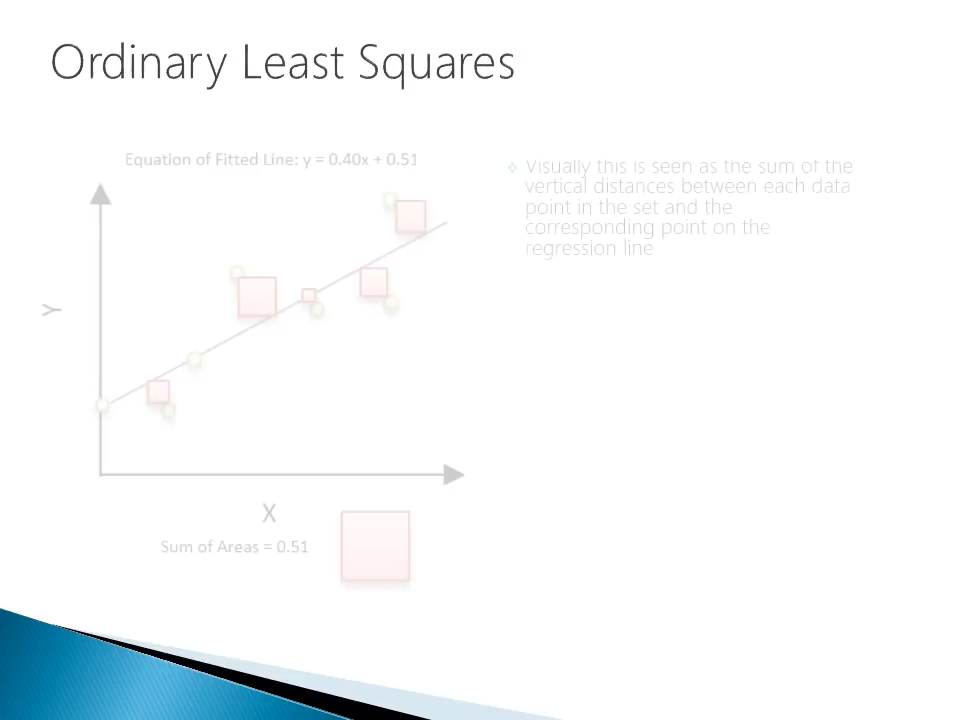 Ordinary Least Squares
Equation of Fitted Line: y = 0.40x + 0.51
Visually this is seen as the sum of the
vertical distances between each data
point in the set and the
corresponding point on the
regression line
Y
X
Sum of Areas = 0.51